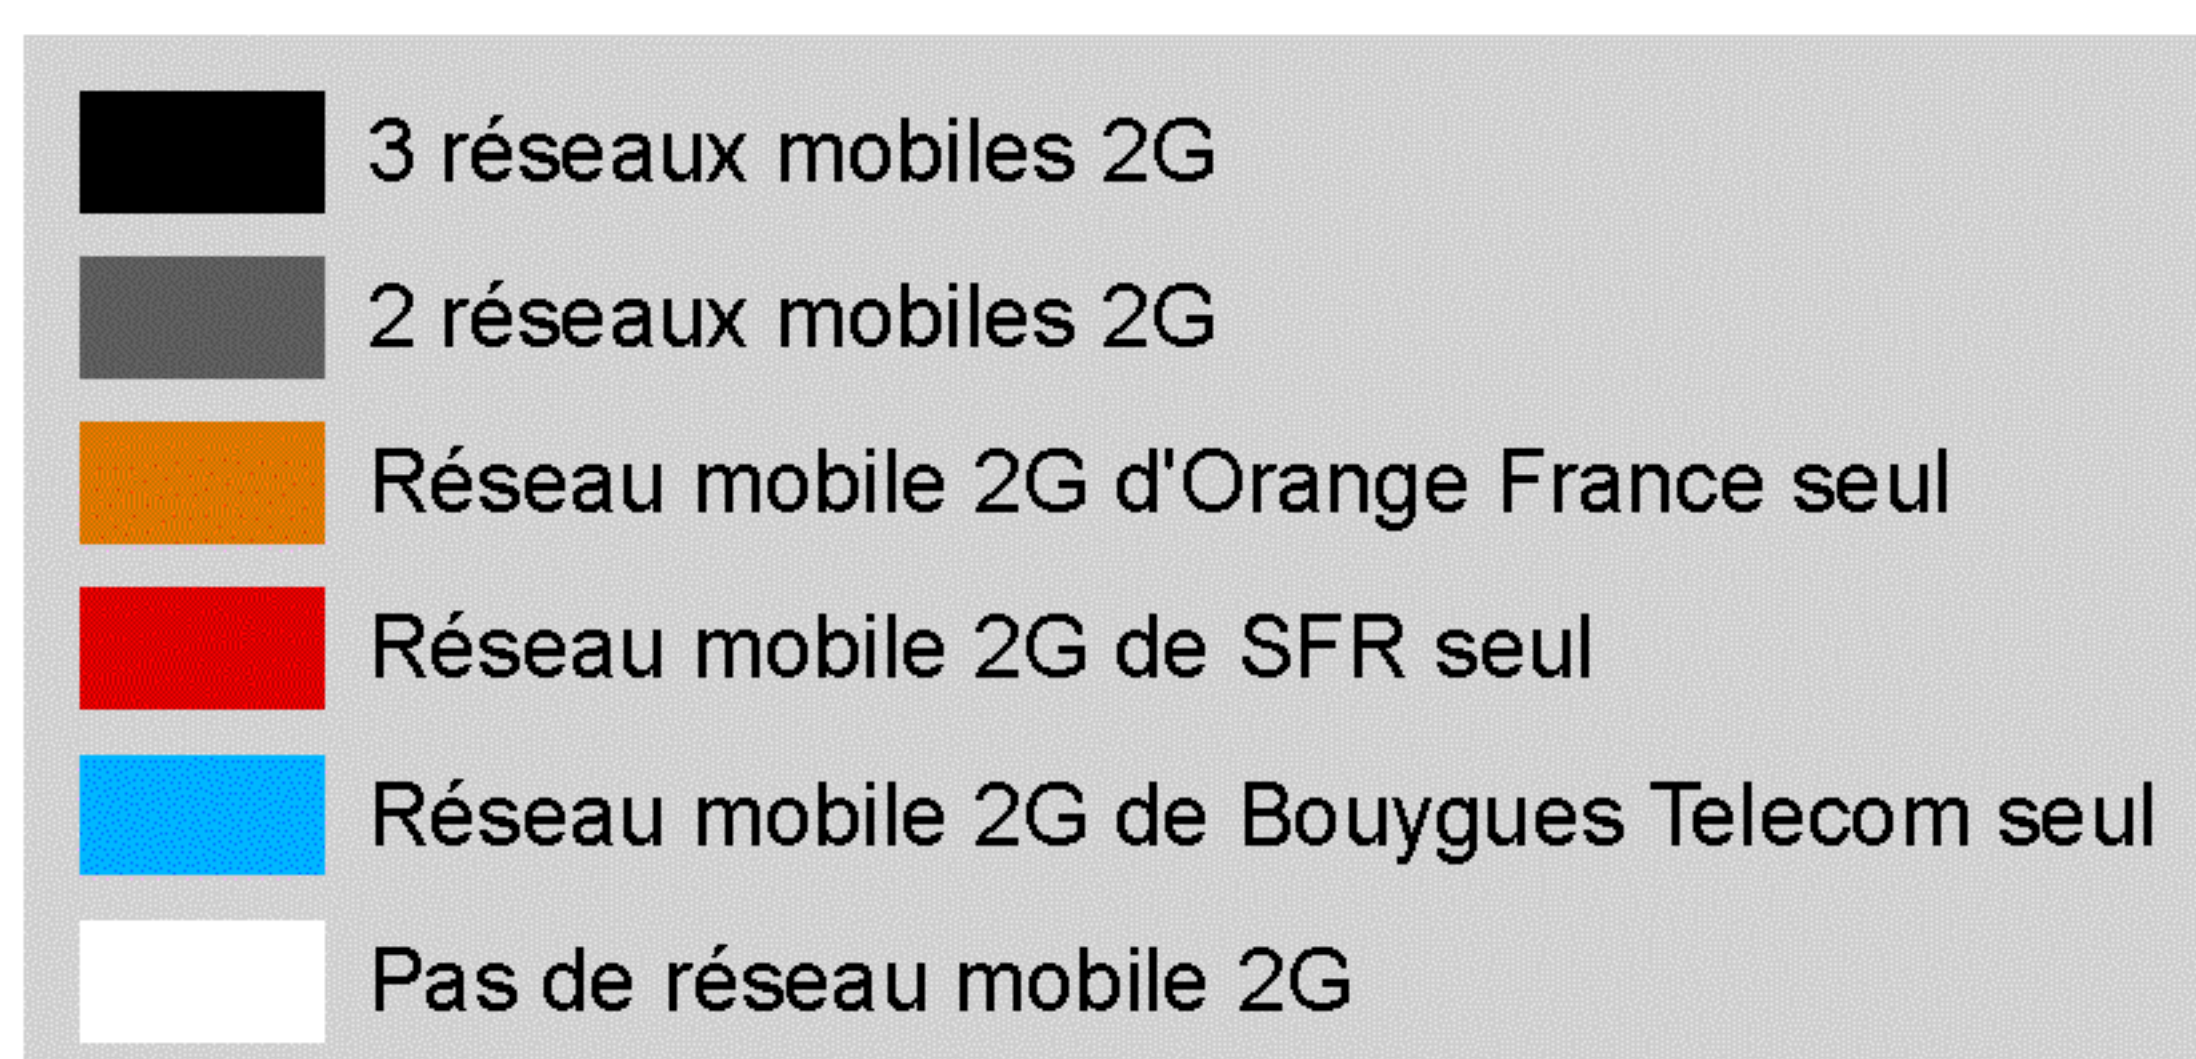 3 réseaux mobiles 2G
2 réseaux mobiles 2G
Réseau mobile 2G d'Orange France seul
Réseau mobile 2G de SFR seul
Réseau mobile 2G de Bouygues Telecom seul
Pas de réseau mobile 2G